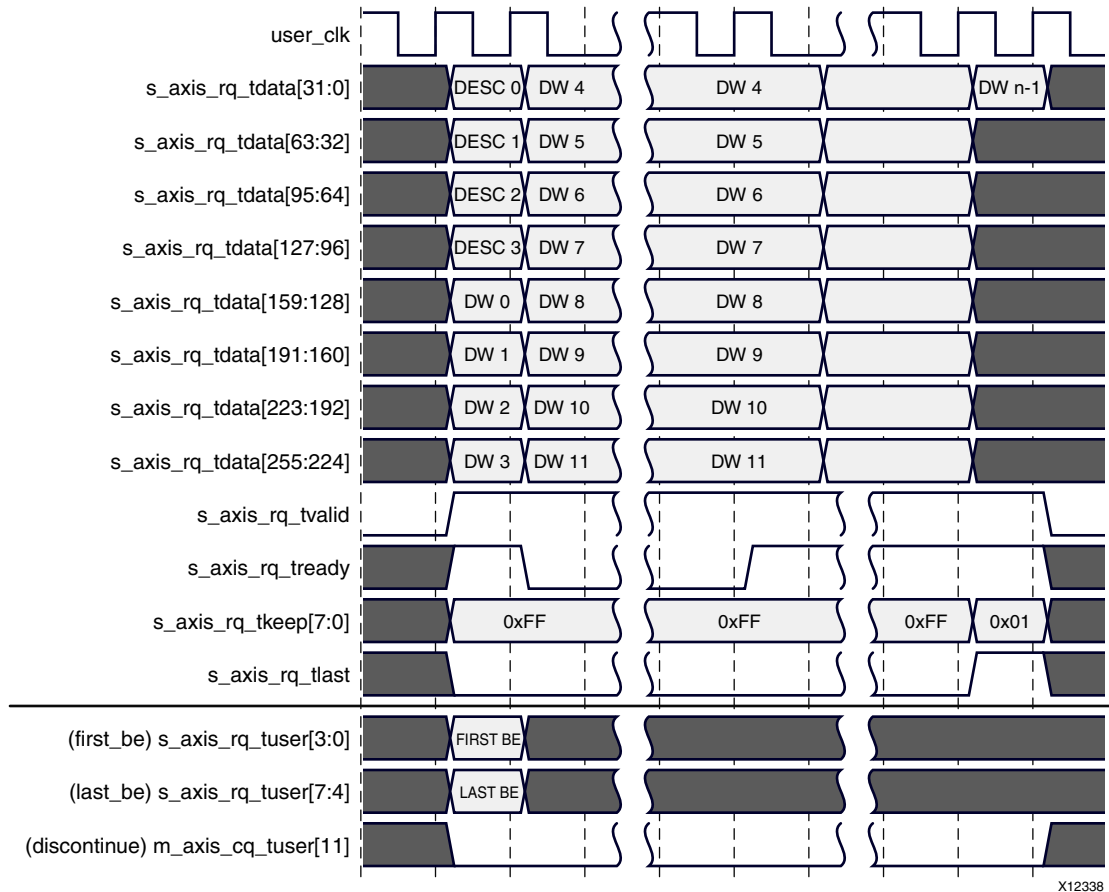 user_clk
s_axis_rq_tdata[31:0] DESC 0 DW 4 DW 4 DW n-1
s_axis_rq_tdata[63:32] DESC 1 DW 5 DW 5
s_axis_rq_tdata[95:64] DESC 2 DW 6 DW 6
s_axis_rq_tdata[127:96] DESC 3 DW 7 DW 7
s_axis_rq_tdata[159:128] DW 0 DW 8 DW 8
s_axis_rq_tdata[191:160] DW 1 DW 9 DW 9
s_axis_rq_tdata[223:192] DW 2 DW 10 DW 10
s_axis_rq_tdata[255:224] DW 3 DW 11 DW 11
s_axis_rq_tvalid
s_axis_rq_tready
s_axis_rq_tkeep[7:0] 0xFF 0xFF 0xFF 0x01
s_axis_rq_tlast
(first_be) s_axis_rq_tuser[3:0] FIRST BE
(last_be) s_axis_rq_tuser[7:4] LAST BE
(discontinue) m_axis_cq_tuser[11]
X12338